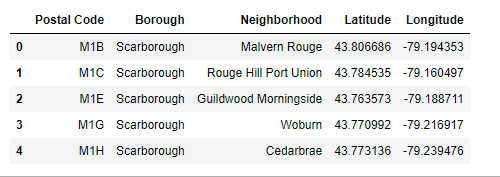 Postal Code Borough Neighborhood Latitude Longitude
0 M1B Scarborough Malvern Rouge 43.806686 -79.194353
1 M1C Scarborough Rouge Hill Port Union 43.784535 -79.160497
2 M1E Scarborough Guildwood Morningside 43.763573 -79.188711
3 M1G Scarborough Woburn 43.770992 -79.216917
4 M1H Scarborough Cedarbrae 43.773136 -79.239476